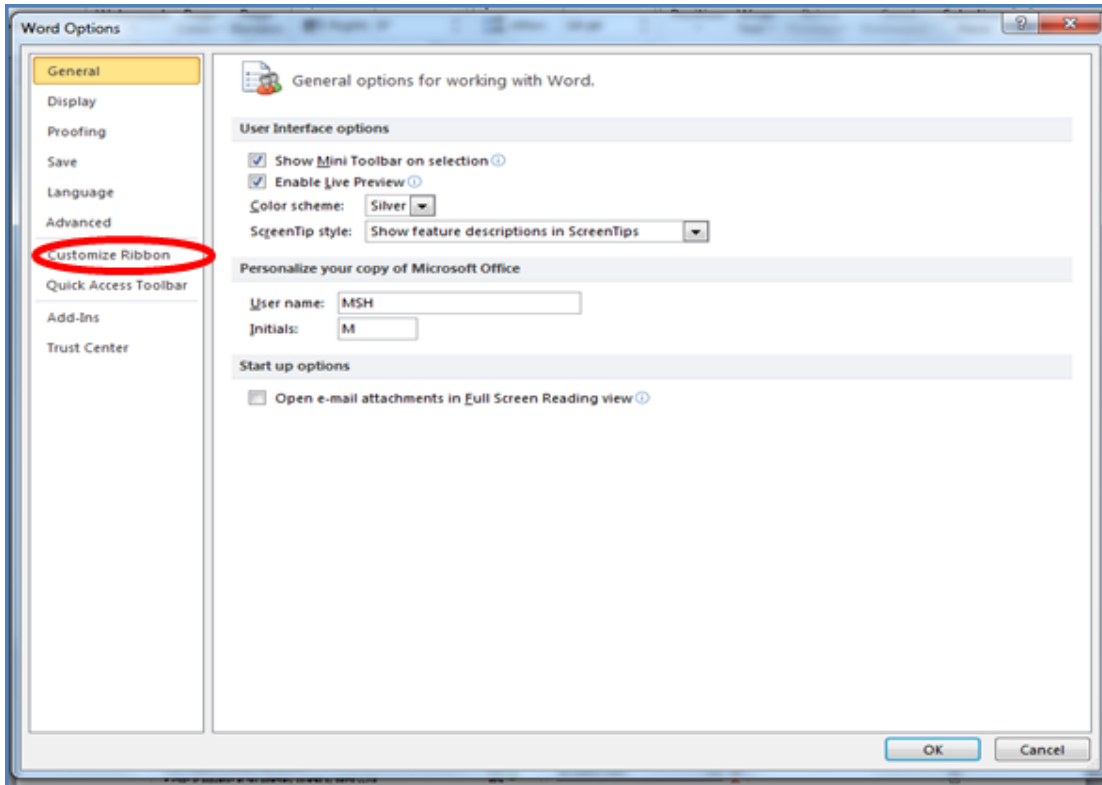 Word Options
General
Display
Proofing
Save
Language
Advanced
Customize Ribbon
Quick Access Toolbar
Add-Ins
Trust Center
General options for working with Word.
User Interface options
Show Mini Toolbar on selection
Enable Live Preview
Color scheme: Silver
ScreenTip style: Show feature descriptions in ScreenTips
Personalize your copy of Microsoft Office
User name: MSH
Initials: M
Start up options
Open e-mail attachments in Full Screen Reading view
OK Cancel